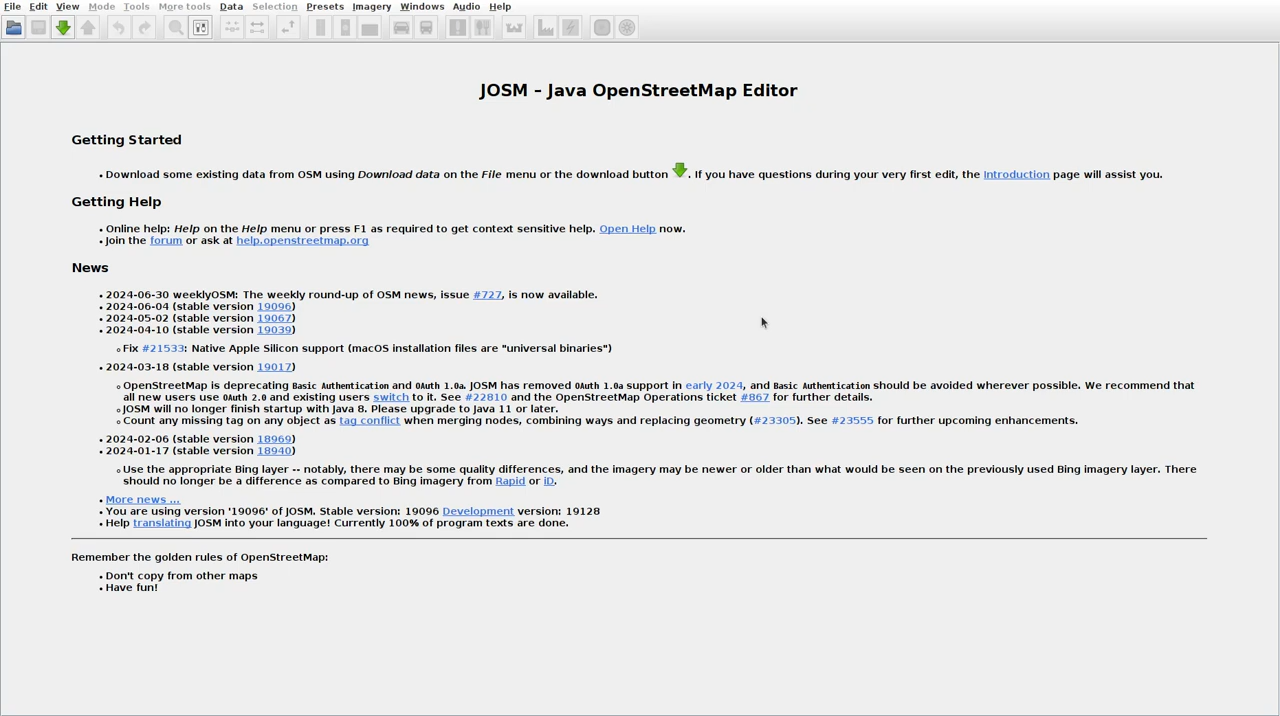 File Edit View Mode Tools More tools Data Selection Presets Imagery Windows Audio Help
JOSM – Java OpenStreetMap Editor
Getting Started
• Download some existing data from OSM using Download data on the File menu or the download button . If you have questions during your very first edit, the Introduction page will assist you.
Getting Help
• Online help: Help on the Help menu or press F1 as required to get context sensitive help. Open Help now.
• Join the forum or ask at help.openstreetmap.org
News
• 2024-06-30 weeklyOSM: The weekly round-up of OSM news, issue #727, is now available.
• 2024-06-04 (stable version 19096)
• 2024-05-02 (stable version 19067)
• 2024-04-10 (stable version 19039)
◦ Fix #21533: Native Apple Silicon support (macOS installation files are "universal binaries")
• 2024-03-18 (stable version 19017)
◦ OpenStreetMap is deprecating Basic Authentication and OAuth 1.0a. JOSM has removed OAuth 1.0a support in early 2024, and Basic Authentication should be avoided wherever possible. We recommend that
all new users use OAuth 2.0 and existing users switch to it. See #22810 and the OpenStreetMap Operations ticket #867 for further details.
◦ JOSM will no longer finish startup with Java 8. Please upgrade to Java 11 or later.
◦ Count any missing tag on any object as tag conflict when merging nodes, combining ways and replacing geometry (#23305). See #23555 for further upcoming enhancements.
• 2024-02-06 (stable version 18969)
• 2024-01-17 (stable version 18940)
◦ Use the appropriate Bing layer -- notably, there may be some quality differences, and the imagery may be newer or older than what would be seen on the previously used Bing imagery layer. There
should no longer be a difference as compared to Bing imagery from Rapid or iD.
• More news ...
• You are using version '19096' of JOSM. Stable version: 19096 Development version: 19128
• Help translating JOSM into your language! Currently 100% of program texts are done.
Remember the golden rules of OpenStreetMap:
• Don't copy from other maps
• Have fun!